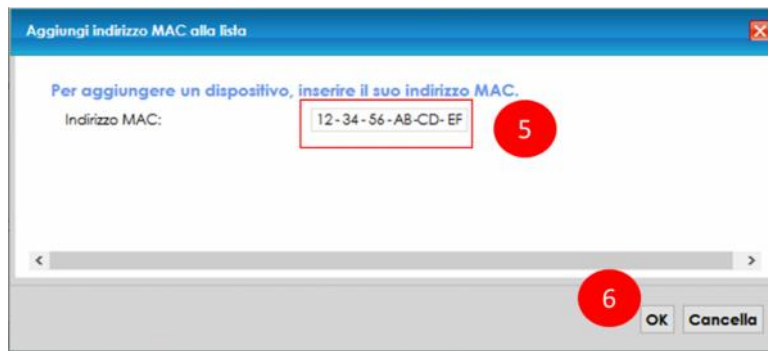 Aggiungi indirizzo MAC alla lista
Per aggiungere un dispositivo, inserire il suo indirizzo MAC.
Indirizzo MAC: 12 - 34 - 56 - AB -CD- EF
5
6
OK Cancella